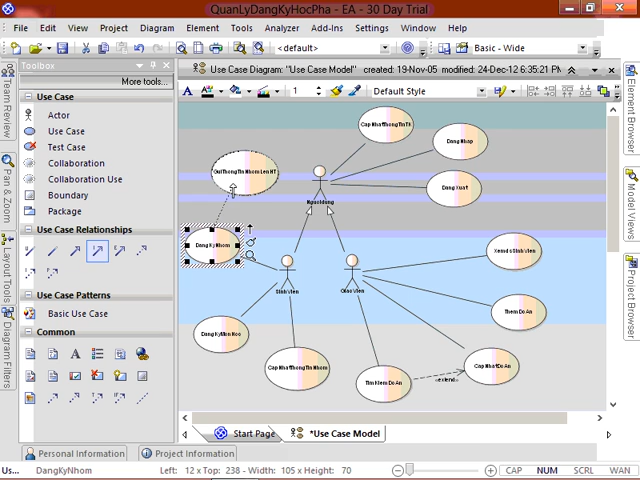 QuanLyDangKyHocPha - EA - 30 Day Trial
File Edit View Project Diagram Element Tools Analyzer Add-Ins Settings Window Help
<default> Basic - Wide
Toolbox
More tools...
Use Case
Actor
Use Case
Test Case
Collaboration
Collaboration Use
Boundary
Package
Use Case Relationships
Use Case Patterns
Basic Use Case
Common
Team Review
Pan & Zoom
Layout Tools
Diagram Filters
Use Case Diagram: "Use Case Model" created: 19-Nov-05 modified: 24-Dec-12 6:35:21 P
1 Default Style
CapNhatThongTinTK
DangNhap
GuiThongTinNhomLenHT
DangXuat
NguoiDung
DangKyNhom
SinhVien
GiaoVien
XemdsSinhVien
ThemDoAn
DangKyMonHoc
CapNhatThongTinNhom
TimKiemDoAn
CapNhatDoAn
«extend»
Element Browser
Model Views
Project Browser
Start Page *Use Case Model
Personal Information Project Information
Us... DangKyNhom Left: 12 x Top: 238 - Width: 105 x Height: 70 CAP NUM SCRL WAN